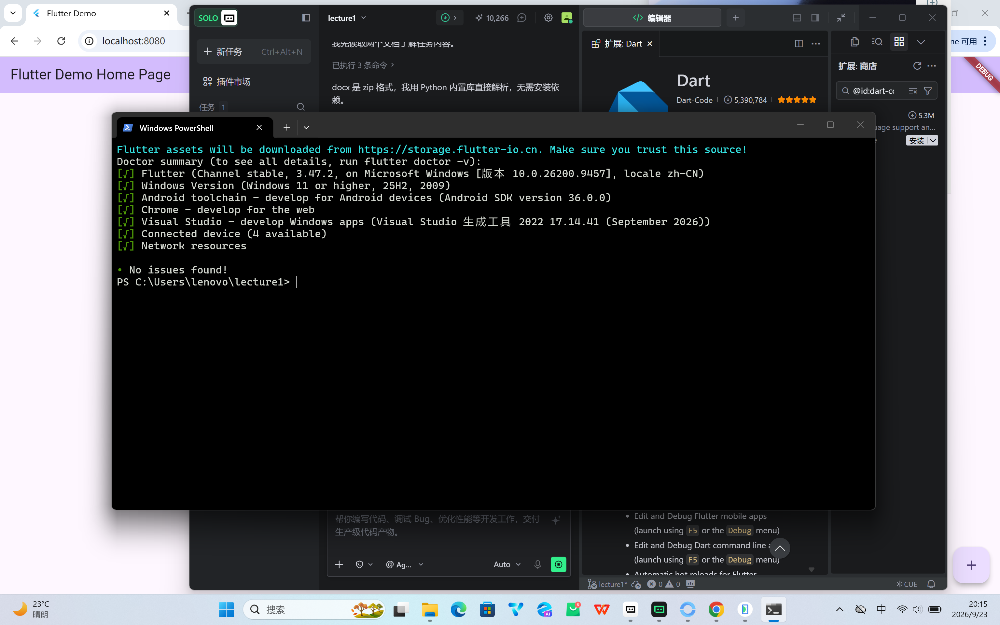 Flutter Demo
localhost:8080
Flutter Demo Home Page
ne 可用
DEBUG
SOLO
新任务 Ctrl+Alt+N
插件市场
任务 1
lecture1
10,266
我先读取两个文档了解任务内容。
已执行 3 条命令
docx 是 zip 格式，我用 Python 内置库直接解析，无需安装依
赖。
编辑器
扩展: Dart
Dart
Dart-Code 5,390,784
扩展: 商店
@id:dart-co
5.3M
uage support an...
安装
Windows PowerShell
Flutter assets will be downloaded from https://storage.flutter-io.cn. Make sure you trust this source!
Doctor summary (to see all details, run flutter doctor -v):
[√] Flutter (Channel stable, 3.47.2, on Microsoft Windows [版本 10.0.26200.9457], locale zh-CN)
[√] Windows Version (Windows 11 or higher, 25H2, 2009)
[√] Android toolchain - develop for Android devices (Android SDK version 36.0.0)
[√] Chrome - develop for the web
[√] Visual Studio - develop Windows apps (Visual Studio 生成工具 2022 17.14.41 (September 2026))
[√] Connected device (4 available)
[√] Network resources
• No issues found!
PS C:\Users\lenovo\lecture1>
帮你编写代码、调试 Bug、优化性能等开发工作，交付
生产级代码产物。
@ Ag... Auto
• Edit and Debug Flutter mobile apps
(launch using F5 or the Debug menu)
• Edit and Debug Dart command line
(launch using F5 or the Debug menu)
• Automatic hot reloads for Flutter
lecture1* 0 0
CUE
23°C
晴朗
搜索
AI
6
中
20:15
2026/9/23